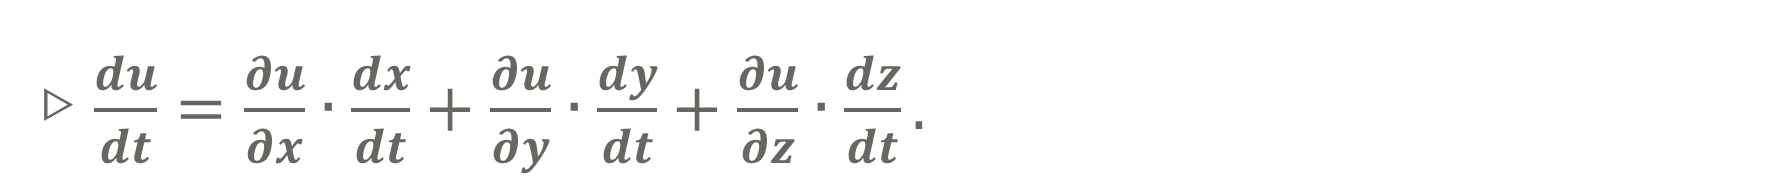 ▷ du/dt = ∂u/∂x · dx/dt + ∂u/∂y · dy/dt + ∂u/∂z · dz/dt.